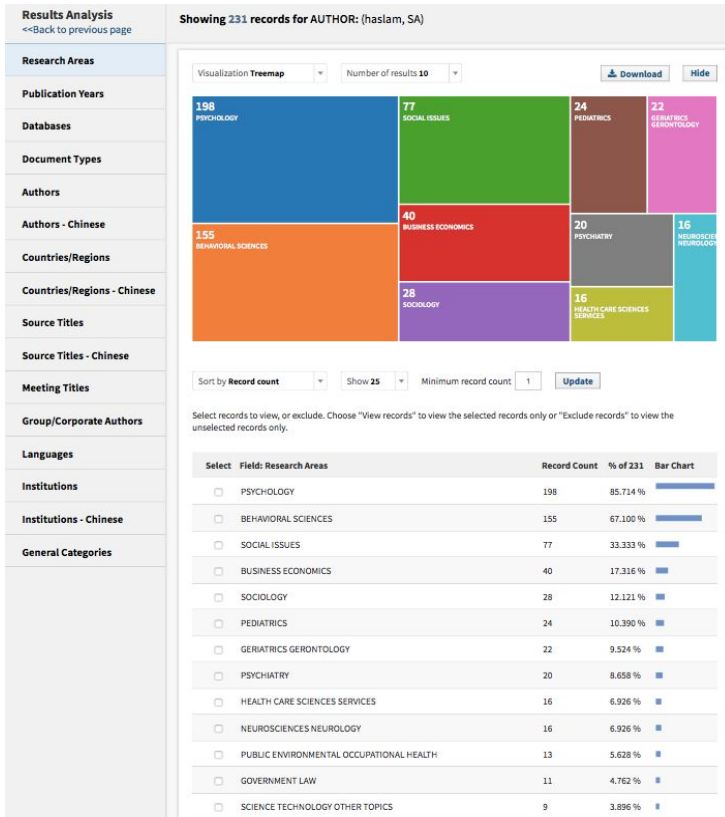 Results Analysis
<<Back to previous page
Showing 231 records for AUTHOR: (haslam, SA)
Research Areas
Publication Years
Databases
Document Types
Authors
Authors - Chinese
Countries/Regions
Countries/Regions - Chinese
Source Titles
Source Titles - Chinese
Meeting Titles
Group/Corporate Authors
Languages
Institutions
Institutions - Chinese
General Categories
Visualization Treemap
Number of results 10
Download
Hide
198
PSYCHOLOGY
77
SOCIAL ISSUES
24
PEDIATRICS
22
GERIATRICS
GERONTOLOGY
155
BEHAVIORAL SCIENCES
40
BUSINESS ECONOMICS
20
PSYCHIATRY
16
NEUROSCIE
NEUROLOGY
28
SOCIOLOGY
16
HEALTH CARE SCIENCES
SERVICES
Sort by Record count
Show 25
Minimum record count 1
Update
Select records to view, or exclude. Choose "View records" to view the selected records only or "Exclude records" to view the
unselected records only.
Select Field: Research Areas Record Count % of 231 Bar Chart
PSYCHOLOGY 198 85.714 %
BEHAVIORAL SCIENCES 155 67.100 %
SOCIAL ISSUES 77 33.333 %
BUSINESS ECONOMICS 40 17.316 %
SOCIOLOGY 28 12.121 %
PEDIATRICS 24 10.390 %
GERIATRICS GERONTOLOGY 22 9.524 %
PSYCHIATRY 20 8.658 %
HEALTH CARE SCIENCES SERVICES 16 6.926 %
NEUROSCIENCES NEUROLOGY 16 6.926 %
PUBLIC ENVIRONMENTAL OCCUPATIONAL HEALTH 13 5.628 %
GOVERNMENT LAW 11 4.762 %
SCIENCE TECHNOLOGY OTHER TOPICS 9 3.896 %